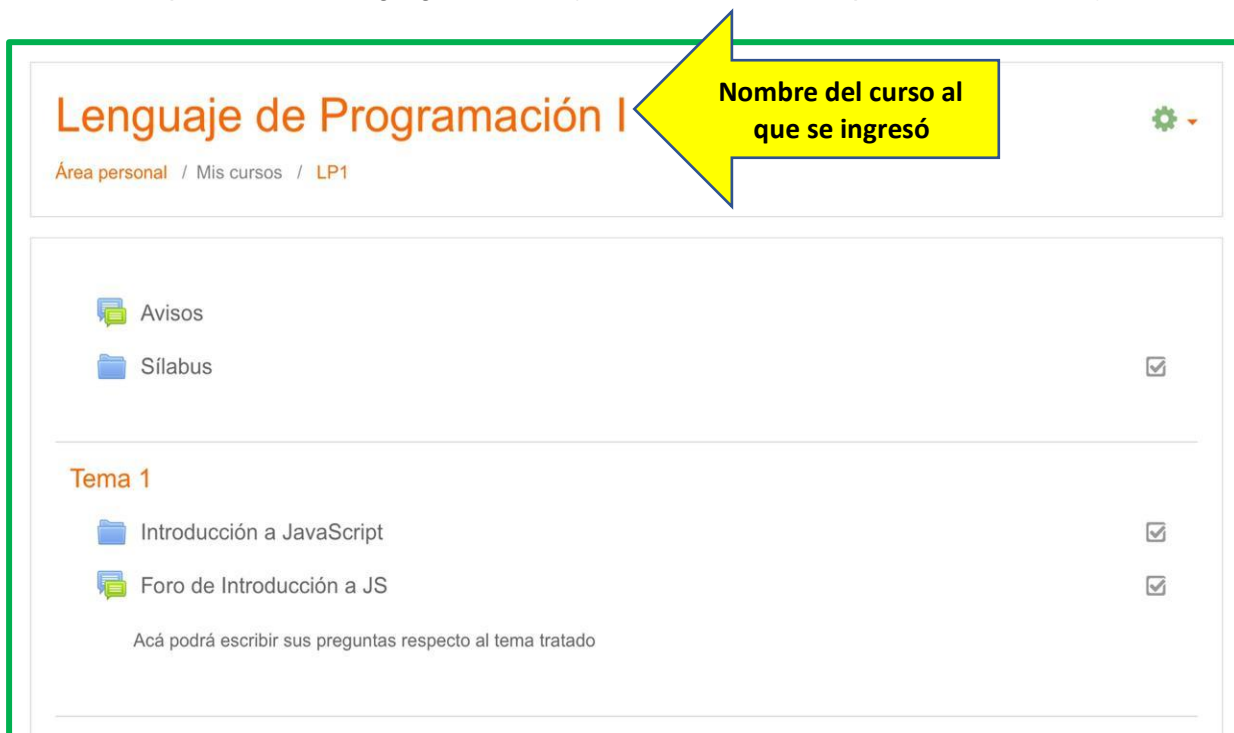 Lenguaje de Programación I
Nombre del curso al
que se ingresó
Área personal / Mis cursos / LP1
Avisos
Sílabus
Tema 1
Introducción a JavaScript
Foro de Introducción a JS
Acá podrá escribir sus preguntas respecto al tema tratado